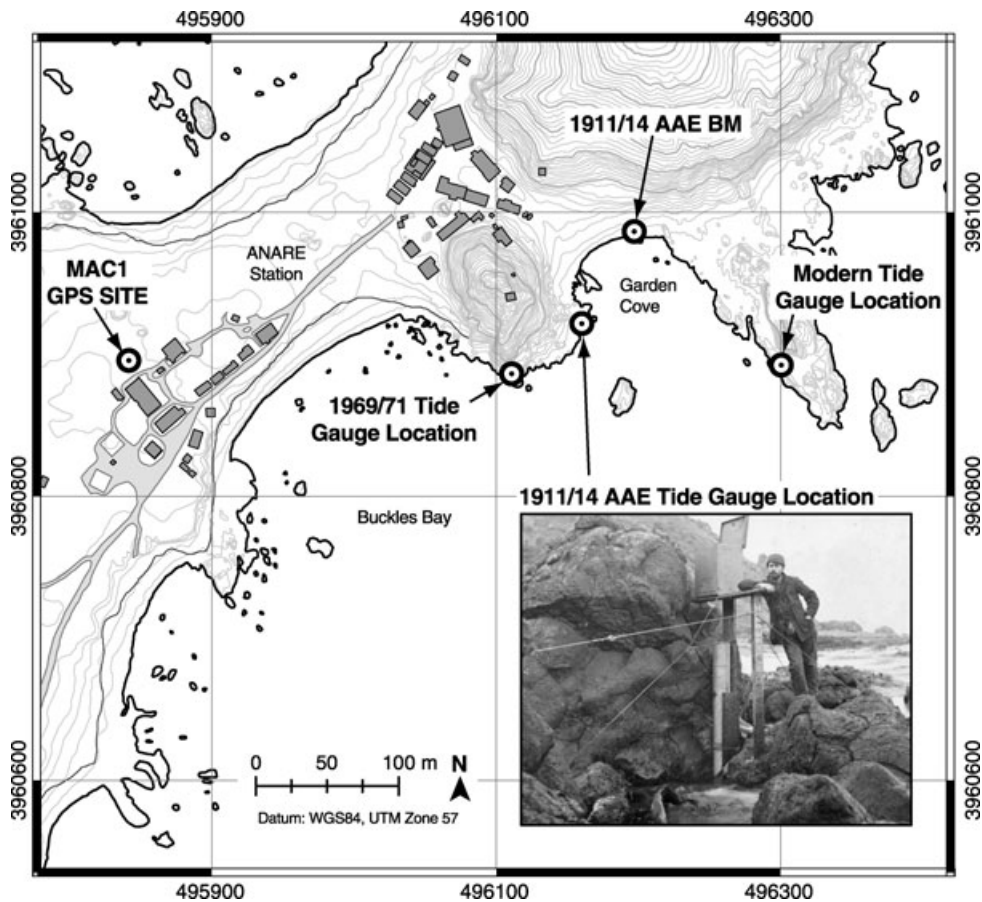 495900 496100 496300
1911/14 AAE BM
3961000
3961000
ANARE
Station
MAC1
GPS SITE
Garden
Cove
Modern Tide
Gauge Location
1969/71 Tide
Gauge Location
3960800
3960800
1911/14 AAE Tide Gauge Location
Buckles Bay
0 50 100 m N
Datum: WGS84, UTM Zone 57
3960600
3960600
495900 496100 496300